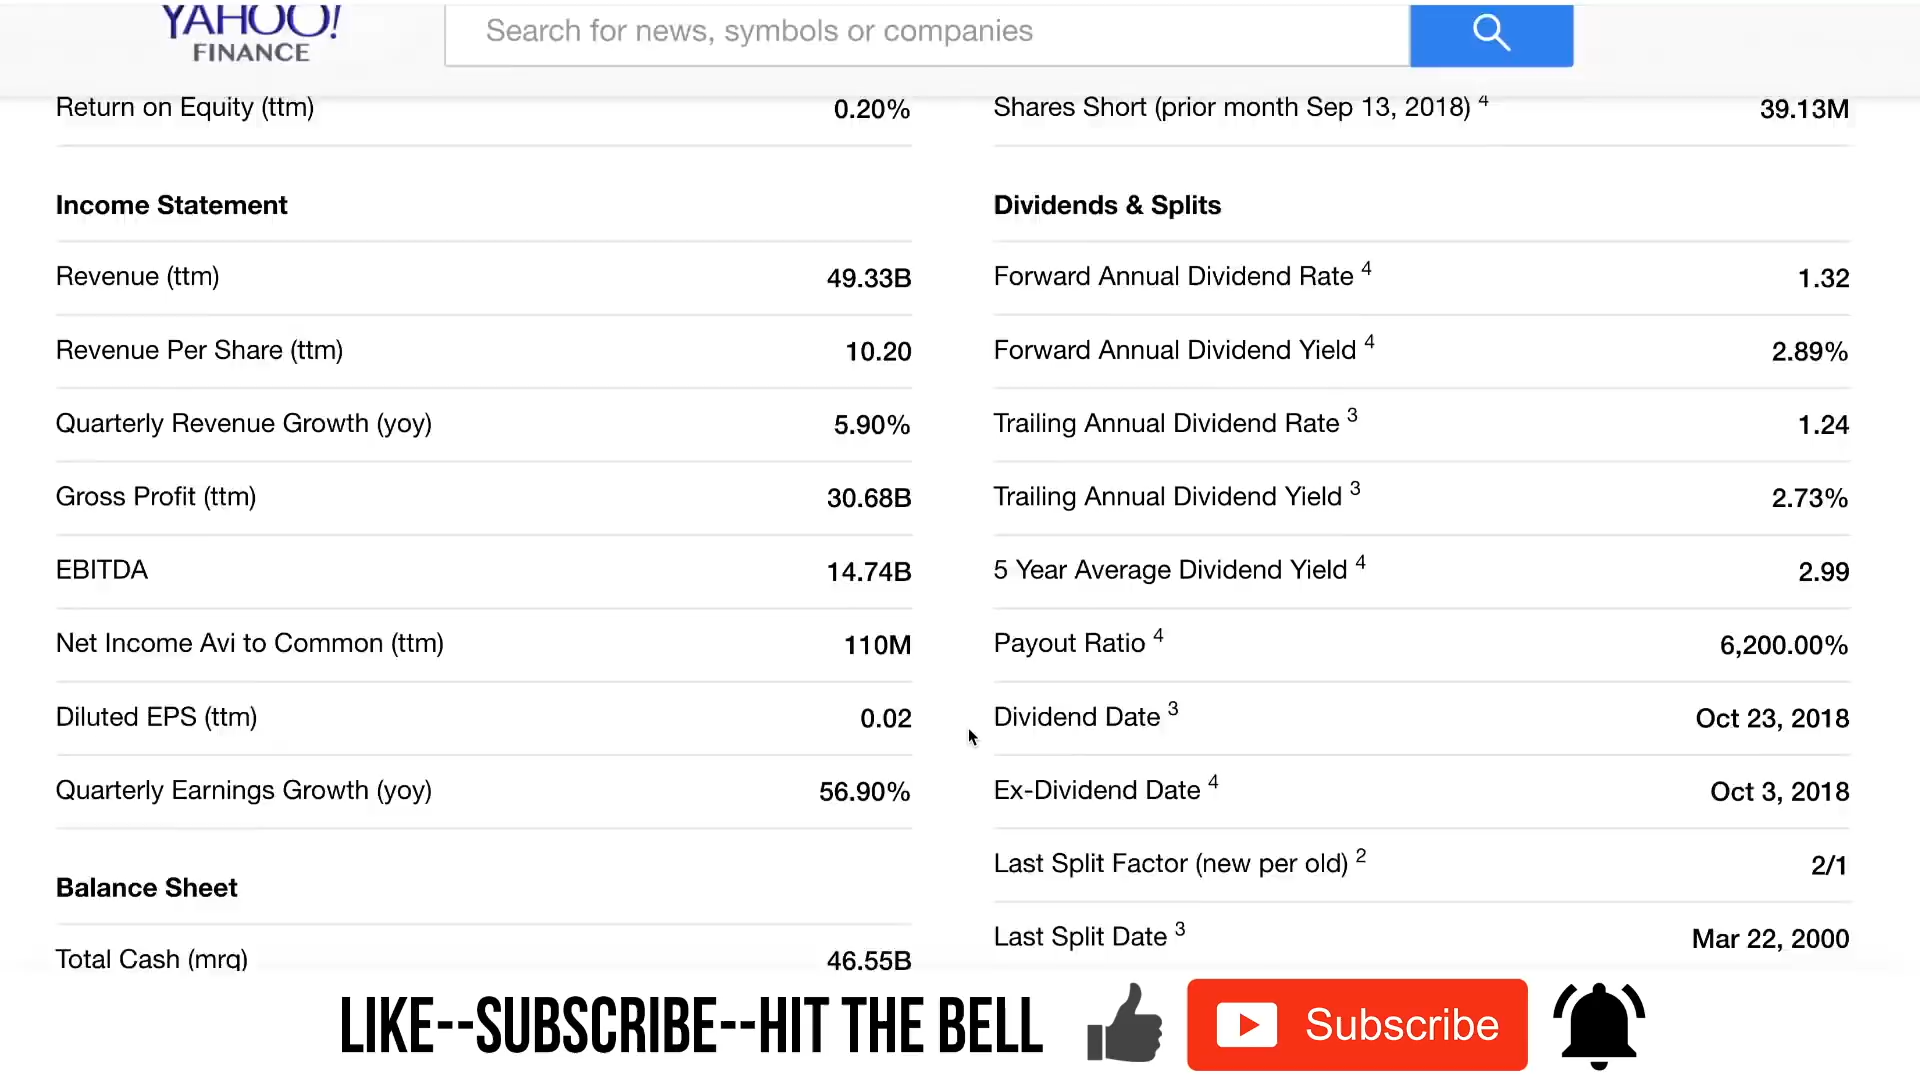 YAHOO!
FINANCE
Search for news, symbols or companies
Return on Equity (ttm) 0.20%
Shares Short (prior month Sep 13, 2018) 4 39.13M
Income Statement
Revenue (ttm) 49.33B
Revenue Per Share (ttm) 10.20
Quarterly Revenue Growth (yoy) 5.90%
Gross Profit (ttm) 30.68B
EBITDA 14.74B
Net Income Avi to Common (ttm) 110M
Diluted EPS (ttm) 0.02
Quarterly Earnings Growth (yoy) 56.90%
Balance Sheet
Total Cash (mrq) 46.55B
Dividends & Splits
Forward Annual Dividend Rate 4 1.32
Forward Annual Dividend Yield 4 2.89%
Trailing Annual Dividend Rate 3 1.24
Trailing Annual Dividend Yield 3 2.73%
5 Year Average Dividend Yield 4 2.99
Payout Ratio 4 6,200.00%
Dividend Date 3 Oct 23, 2018
Ex-Dividend Date 4 Oct 3, 2018
Last Split Factor (new per old) 2 2/1
Last Split Date 3 Mar 22, 2000
LIKE--SUBSCRIBE--HIT THE BELL
Subscribe